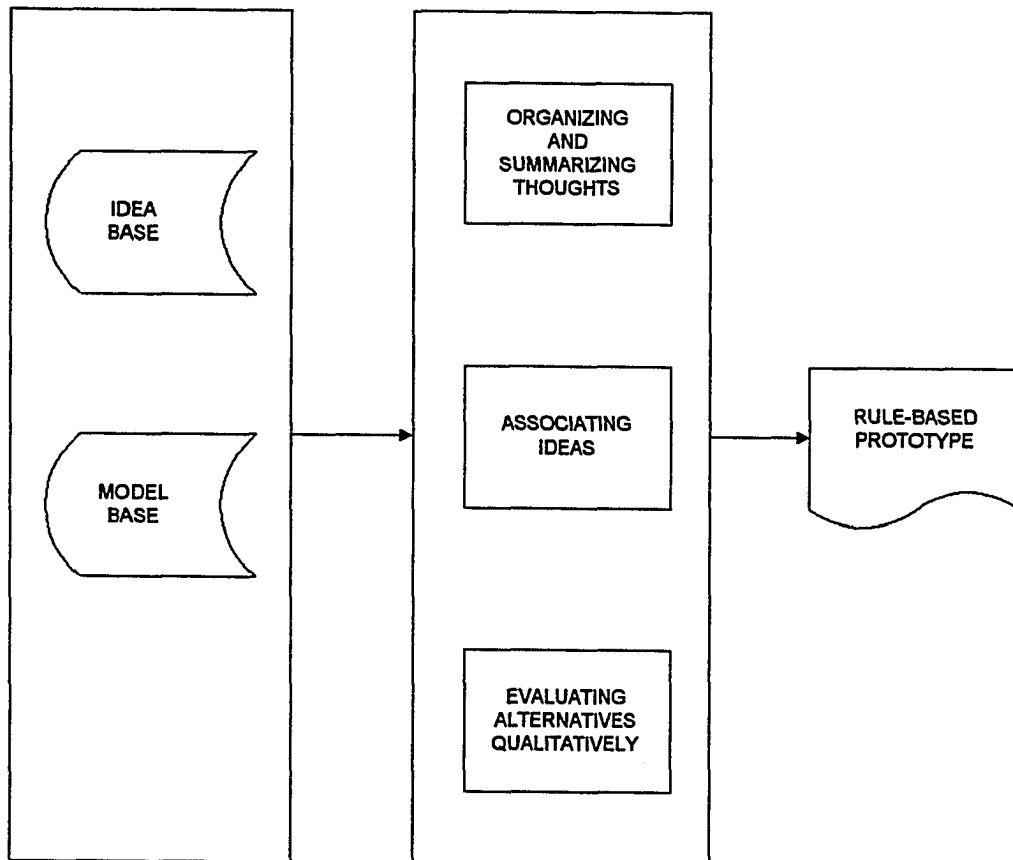 IDEA
BASE
MODEL
BASE
ORGANIZING
AND
SUMMARIZING
THOUGHTS
ASSOCIATING
IDEAS
EVALUATING
ALTERNATIVES
QUALITATIVELY
RULE-BASED
PROTOTYPE